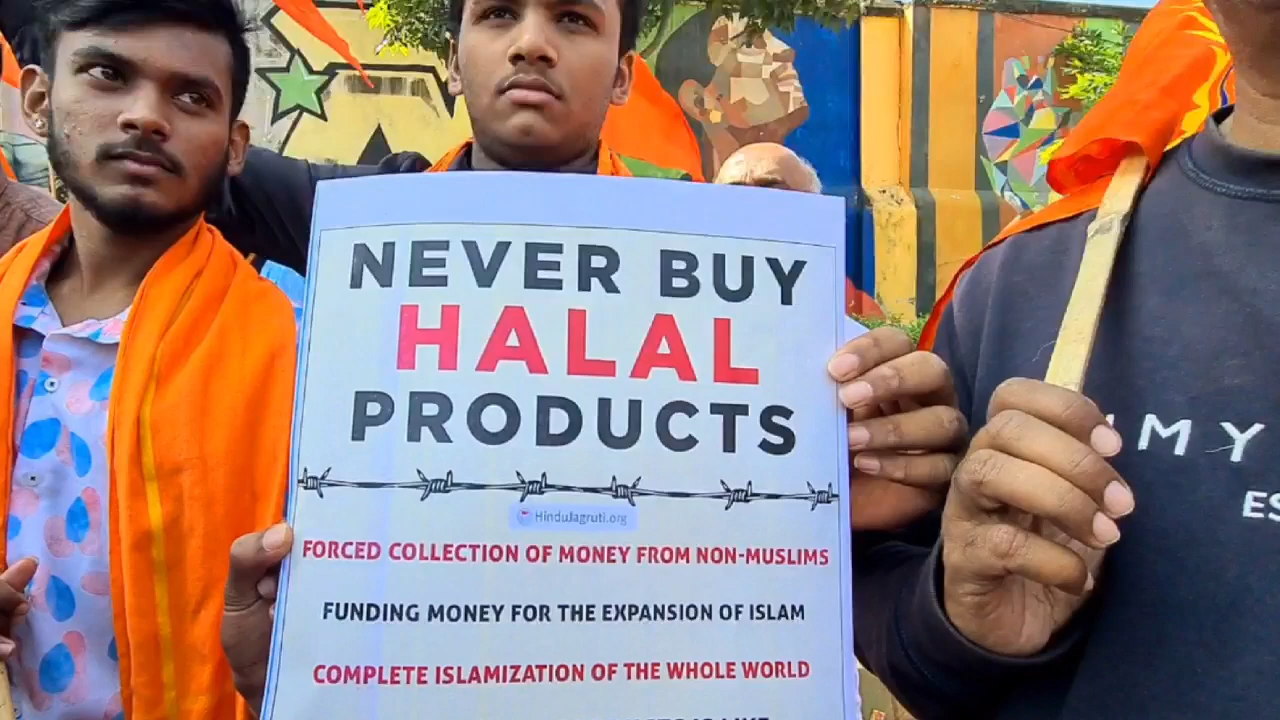 NEVER BUY
HALAL
PRODUCTS
HinduJagruti.org
FORCED COLLECTION OF MONEY FROM NON-MUSLIMS
FUNDING MONEY FOR THE EXPANSION OF ISLAM
COMPLETE ISLAMIZATION OF THE WHOLE WORLD
MMY
ES